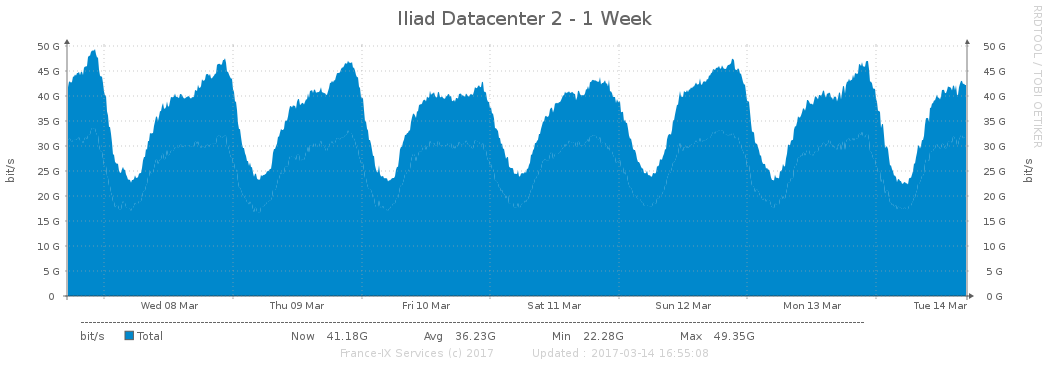 Iliad Datacenter 2 - 1 Week
RRDTOOL / TOBI OETIKER
50 G 50 G
45 G 45 G
40 G 40 G
35 G 35 G
30 G 30 G
25 G 25 G
20 G 20 G
15 G 15 G
10 G 10 G
5 G 5 G
0 0 G
bit/s bit/s
Wed 08 Mar Thu 09 Mar Fri 10 Mar Sat 11 Mar Sun 12 Mar Mon 13 Mar Tue 14 Mar
bit/s Total Now 41.18G Avg 36.23G Min 22.28G Max 49.35G
France-IX Services (c) 2017 Updated : 2017-03-14 16:55:08